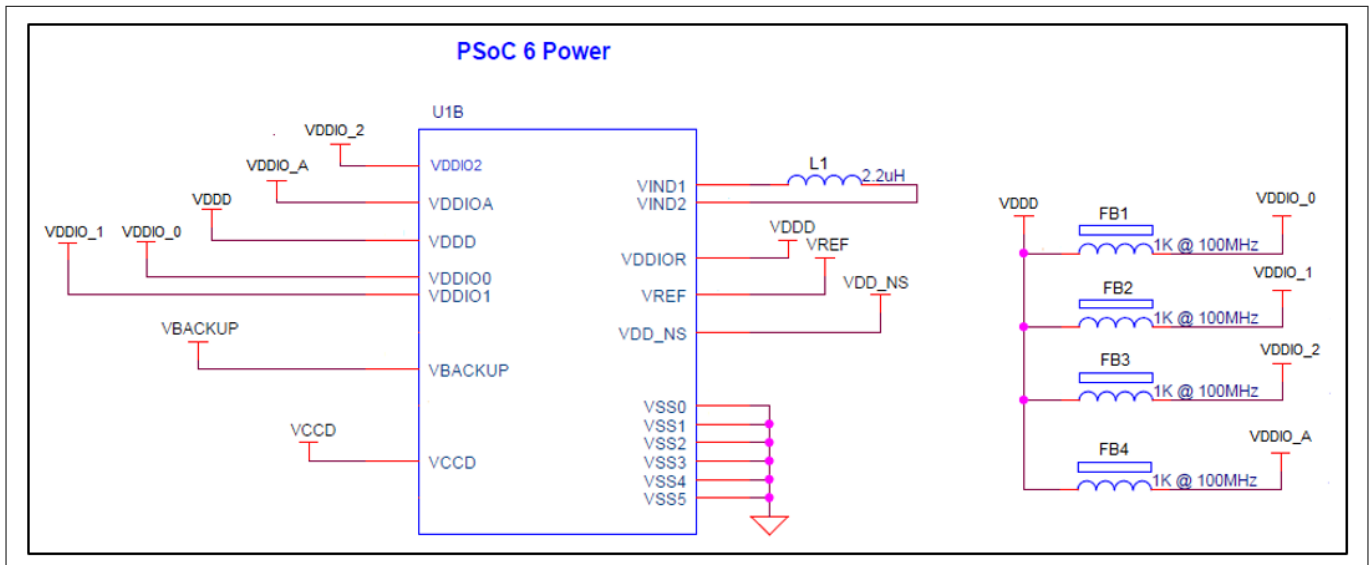 PSoC 6 Power
U1B
VDDIO_2
VDDIO_A
VDDD
VDDIO_1
VDDIO_0
VBACKUP
VCCD
VDDIO2
VDDIOA
VDDD
VDDIO0
VDDIO1
VBACKUP
VCCD
VIND1
VIND2
VDDIOR
VREF
VDD_NS
VSS0
VSS1
VSS2
VSS3
VSS4
VSS5
L1
2.2uH
VDDD
VREF
VDD_NS
VDDD
FB1
1K @ 100MHz
VDDIO_0
FB2
1K @ 100MHz
VDDIO_1
FB3
1K @ 100MHz
VDDIO_2
FB4
1K @ 100MHz
VDDIO_A